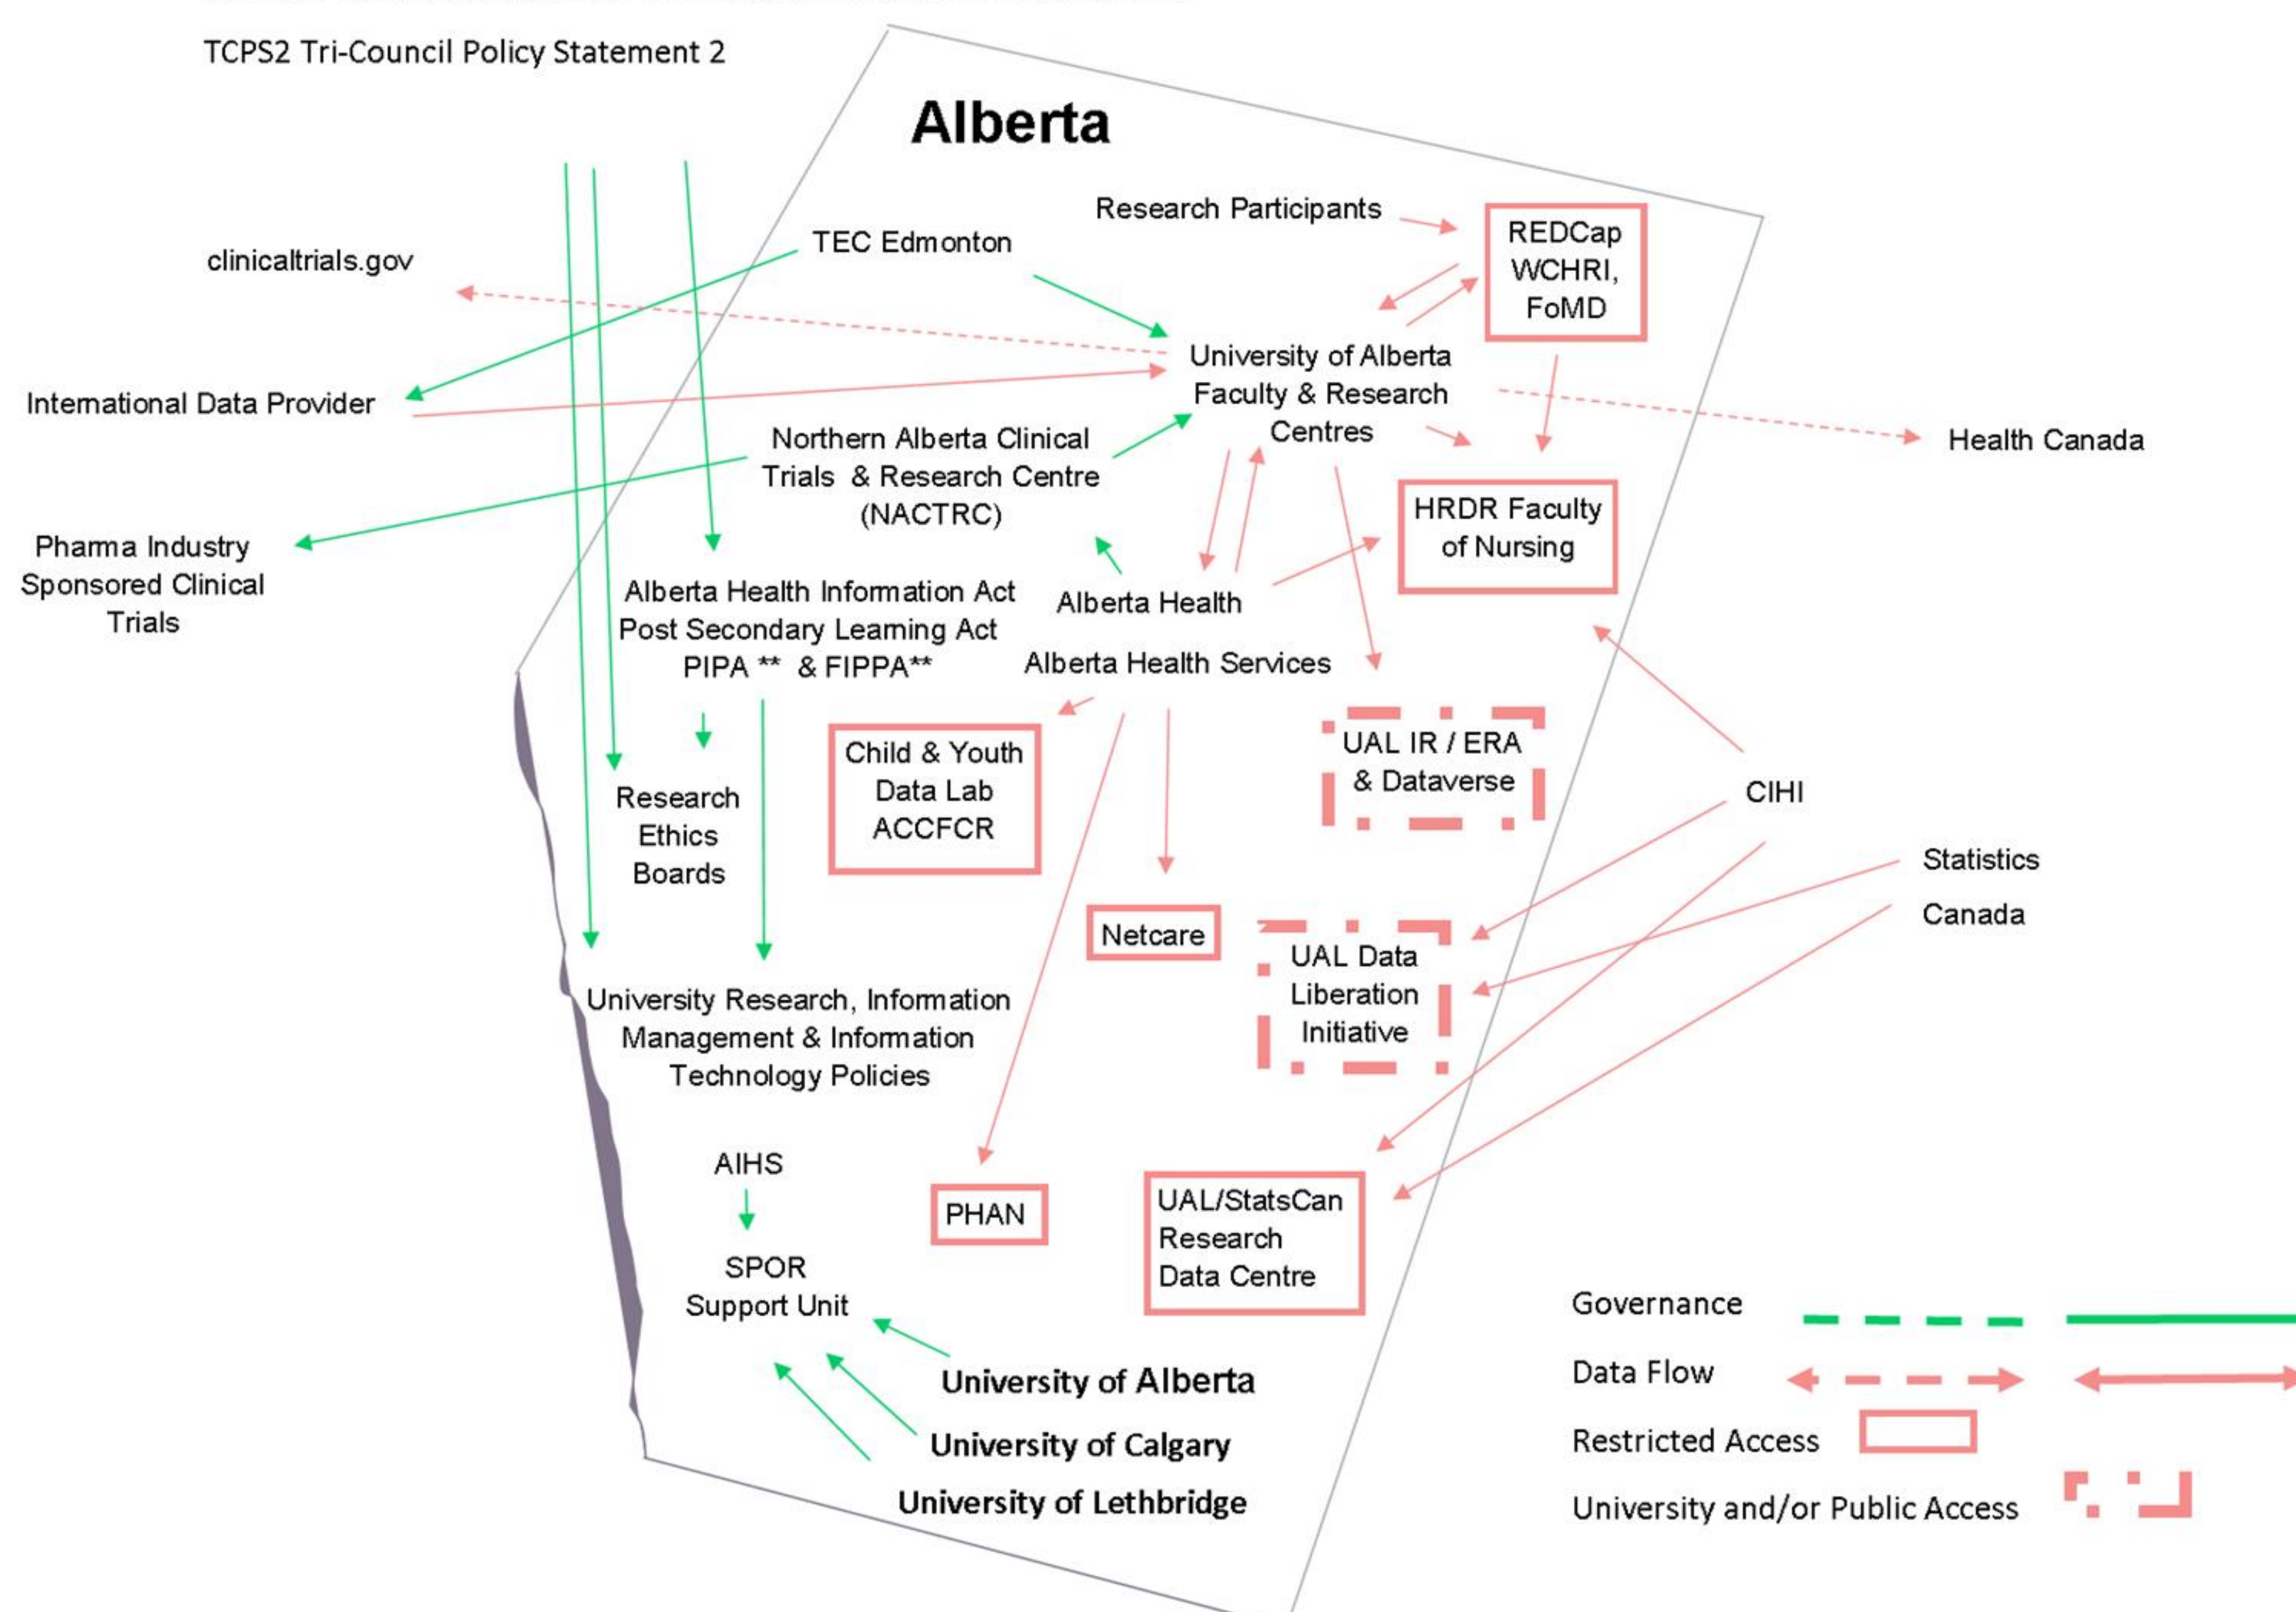 TCPS2 Tri-Council Policy Statement 2
Alberta
Research Participants
REDCap
WCHRI,
FoMD
TEC Edmonton
clinicaltrials.gov
University of Alberta
Faculty & Research
Centres
International Data Provider
Northern Alberta Clinical
Trials & Research Centre
(NACTRC)
Health Canada
HRDR Faculty
of Nursing
Pharma Industry
Sponsored Clinical
Trials
Alberta Health Information Act
Post Secondary Learning Act
PIPA ** & FIPPA**
Alberta Health
Alberta Health Services
Child & Youth
Data Lab
ACCFCR
UAL IR / ERA
& Dataverse
CIHI
Research
Ethics
Boards
Statistics
Canada
Netcare
UAL Data
Liberation
Initiative
University Research, Information
Management & Information
Technology Policies
AIHS
PHAN
UAL/StatsCan
Research
Data Centre
SPOR
Support Unit
University of Alberta
University of Calgary
University of Lethbridge
Governance
Data Flow
Restricted Access
University and/or Public Access